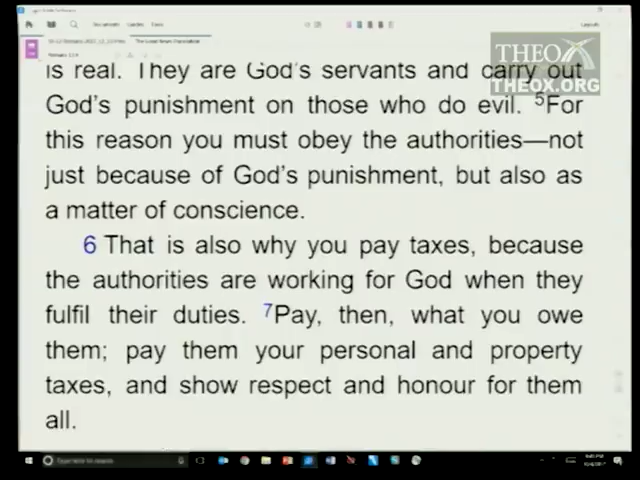 THEOX
THEOX.ORG
is real. They are God's servants and carry out
God's punishment on those who do evil. 5For
this reason you must obey the authorities—not
just because of God's punishment, but also as
a matter of conscience.
6 That is also why you pay taxes, because
the authorities are working for God when they
fulfil their duties. 7Pay, then, what you owe
them; pay them your personal and property
taxes, and show respect and honour for them
all.